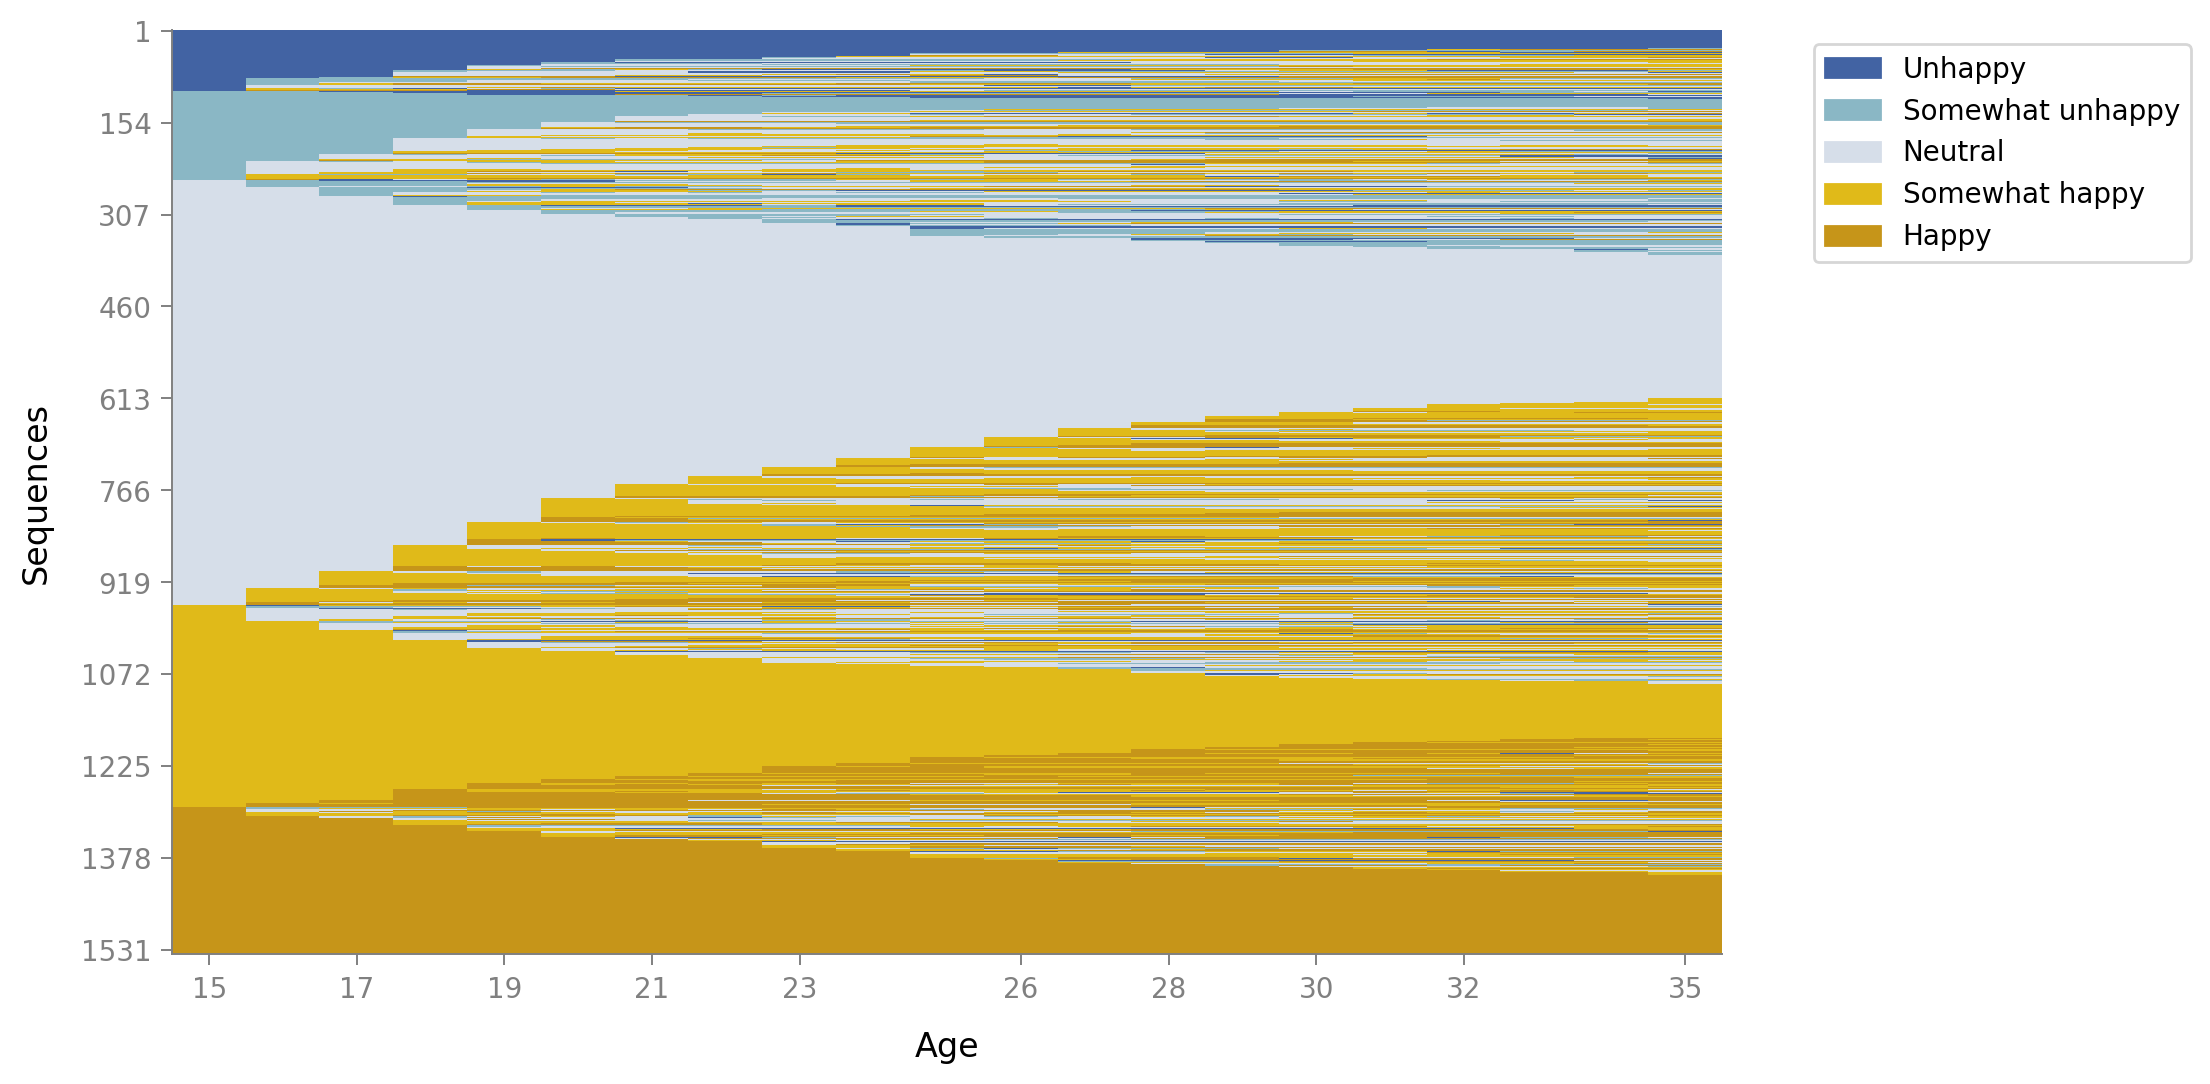 Sequences
1
154
307
460
613
766
919
1072
1225
1378
1531
15 17 19 21 23 26 28 30 32 35
Age
Unhappy
Somewhat unhappy
Neutral
Somewhat happy
Happy